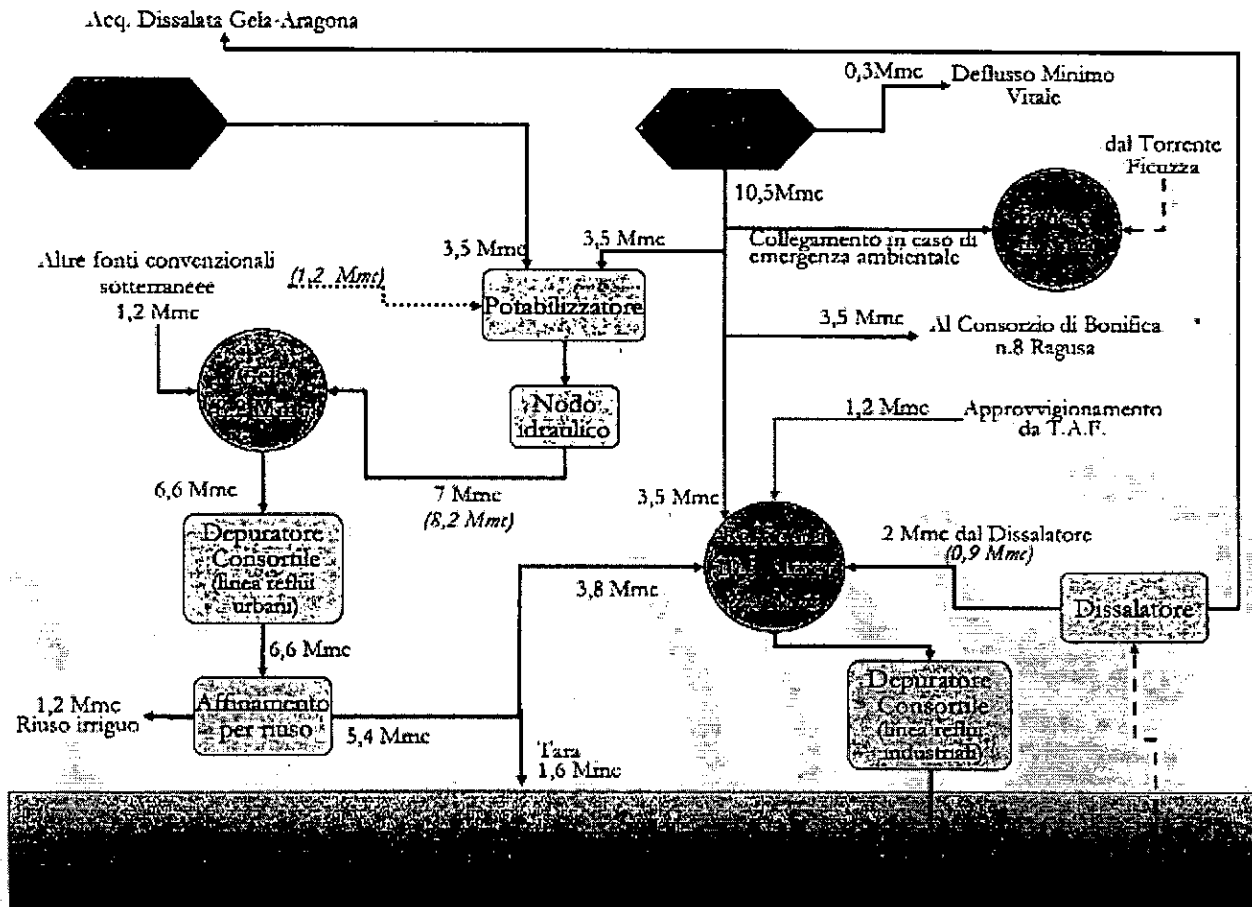 Acq. Dissalata Gela-Aragona
0,3Mmc
Deflusso Minimo
Vitale
dal Torrente
Ficuzza
10,5Mmc
Collegamento in caso di
emergenza ambientale
3,5 Mmc
3,5 Mmc
Altre fonti convenzionali
sotterranee
1,2 Mmc
(1,2 Mmc)
Potabilizzatore
3,5 Mmc
Al Consorzio di Bonifica
n.8 Ragusa
Nodo
idraulico
1,2 Mmc
Approvvigionamento
da T.A.F.
6,6 Mmc
7 Mmc
(8,2 Mmc)
3,5 Mmc
Depuratore
Consortile
(linea reflui
urbani)
2 Mmc dal Dissalatore
(0,9 Mmc)
3,8 Mmc
Dissalatore
6,6 Mmc
1,2 Mmc
Riuso irriguo
Affinamento
per riuso
5,4 Mmc
Depuratore
Consortile
(linea reflui
industriali)
Tara
1,6 Mmc